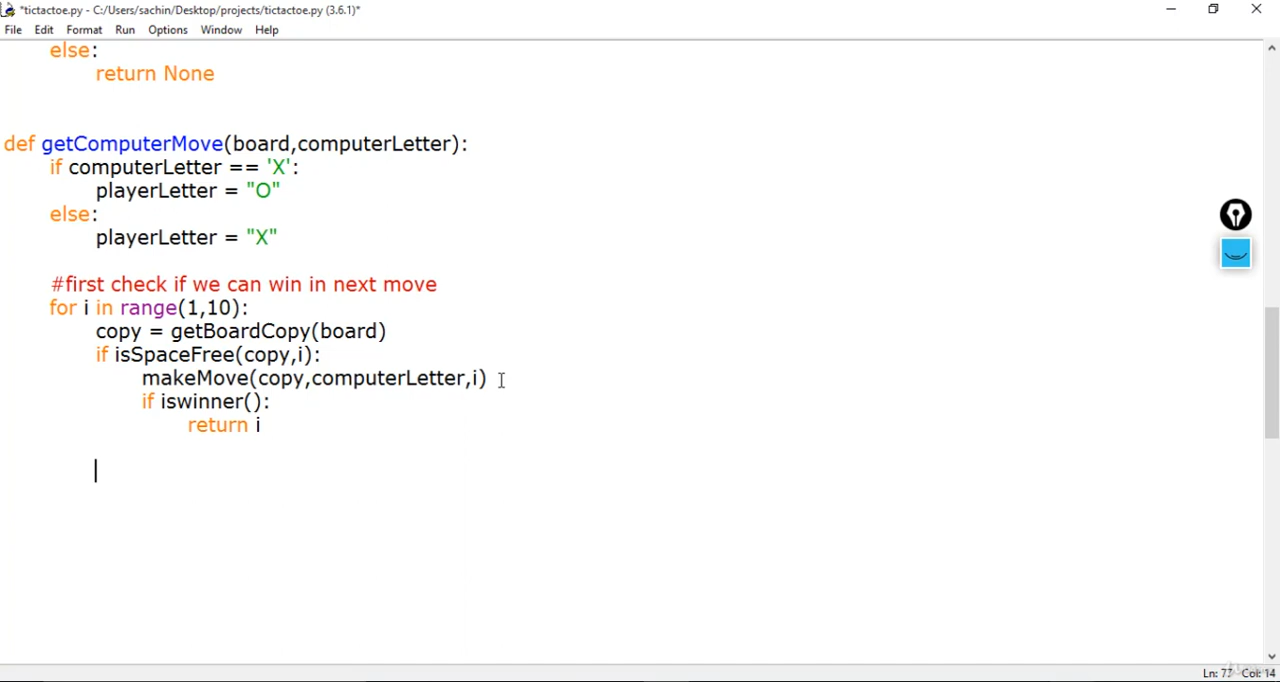 *tictactoe.py - C:/Users/sachin/Desktop/projects/tictactoe.py (3.6.1)*
File Edit Format Run Options Window Help
else:
return None
def getComputerMove(board,computerLetter):
if computerLetter == 'X':
playerLetter = "O"
else:
playerLetter = "X"
#first check if we can win in next move
for i in range(1,10):
copy = getBoardCopy(board)
if isSpaceFree(copy,i):
makeMove(copy,computerLetter,i)
if iswinner():
return i
Ln: 77 Col: 14